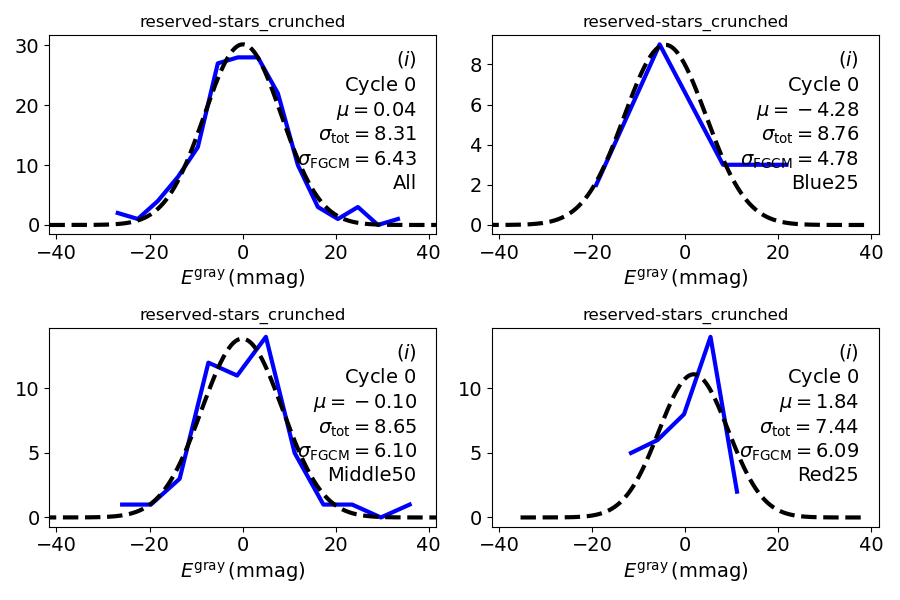 reserved-stars_crunched
(i)
Cycle 0
μ = 0.04
σtot = 8.31
σFGCM = 6.43
All
30
20
10
0
−40 −20 0 20 40
E^gray (mmag)
reserved-stars_crunched
(i)
Cycle 0
μ = −4.28
σtot = 8.76
σFGCM = 4.78
Blue25
8
6
4
2
0
−40 −20 0 20 40
E^gray (mmag)
reserved-stars_crunched
(i)
Cycle 0
μ = −0.10
σtot = 8.65
σFGCM = 6.10
Middle50
10
5
0
−40 −20 0 20 40
E^gray (mmag)
reserved-stars_crunched
(i)
Cycle 0
μ = 1.84
σtot = 7.44
σFGCM = 6.09
Red25
10
5
0
−40 −20 0 20 40
E^gray (mmag)